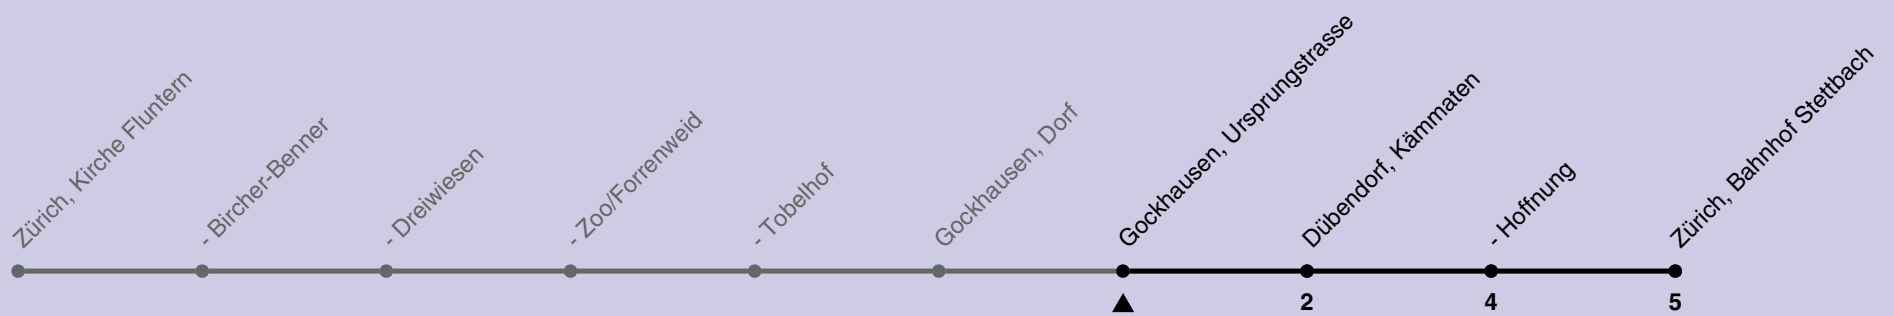 Zürich, Kirche Fluntern
- Bircher-Benner
- Dreiwiesen
- Zoo/Forrenweid
- Tobelhof
Gockhausen, Dorf
Gockhausen, Ursprungstrasse
Dübendorf, Kämmaten
- Hoffnung
Zürich, Bahnhof Stettbach
2
4
5